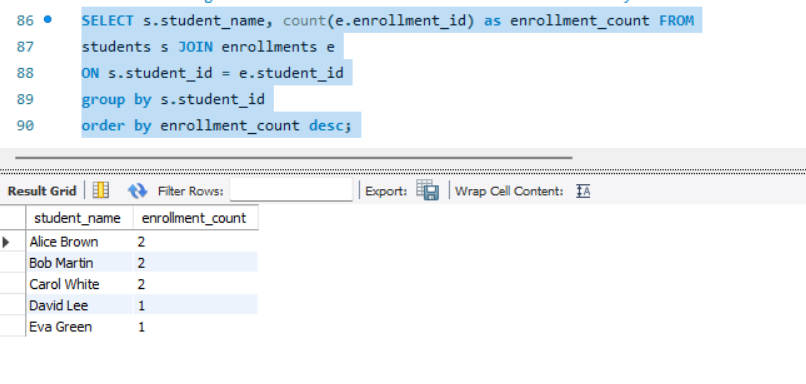 86 SELECT s.student_name, count(e.enrollment_id) as enrollment_count FROM
87 students s JOIN enrollments e
88 ON s.student_id = e.student_id
89 group by s.student_id
90 order by enrollment_count desc;
Result Grid Filter Rows: Export: Wrap Cell Content: IA
student_name enrollment_count
Alice Brown 2
Bob Martin 2
Carol White 2
David Lee 1
Eva Green 1